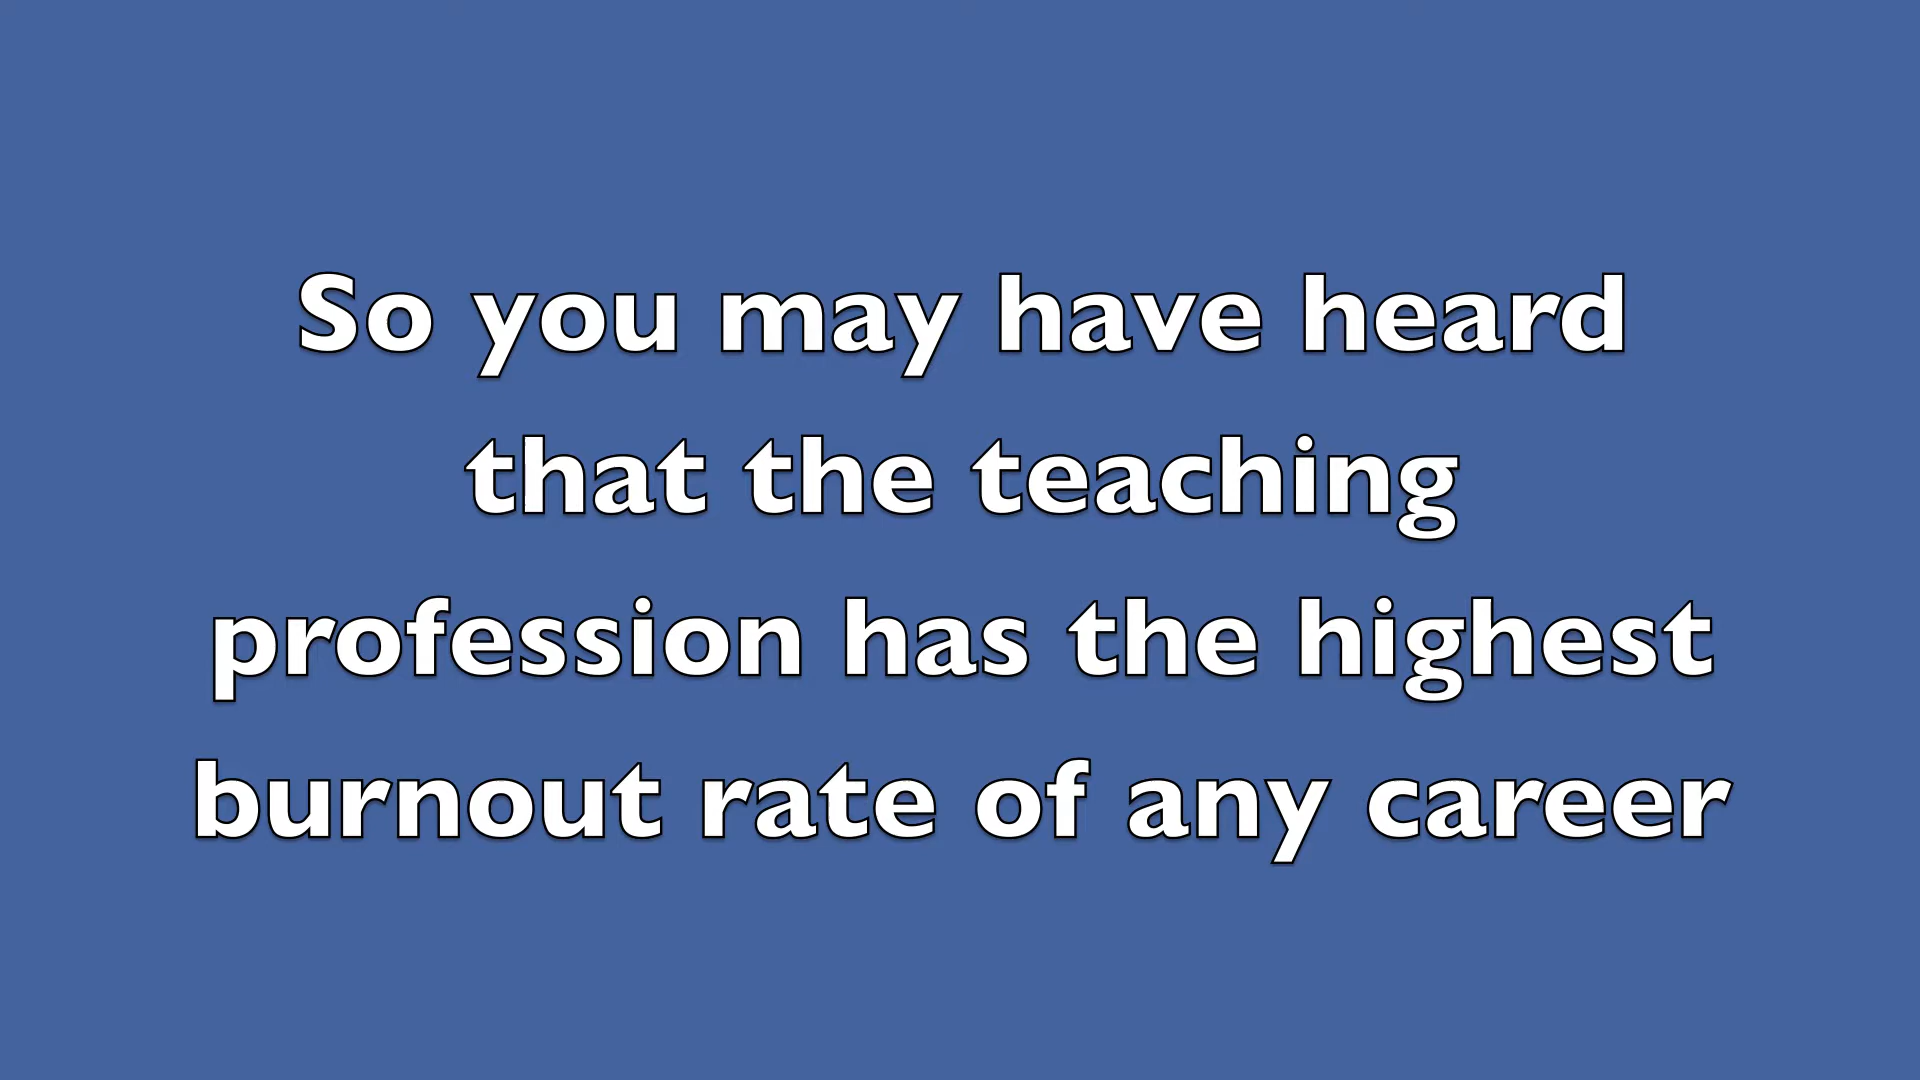 So you may have heard
that the teaching
profession has the highest
burnout rate of any career